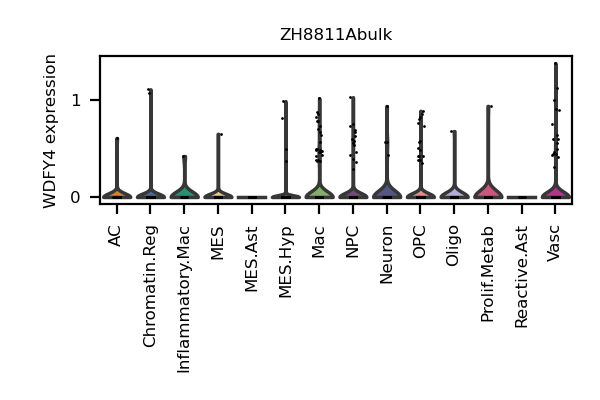 ZH8811Abulk
WDFY4 expression
1
0
AC
Chromatin.Reg
Inflammatory.Mac
MES
MES.Ast
MES.Hyp
Mac
NPC
Neuron
OPC
Oligo
Prolif.Metab
Reactive.Ast
Vasc